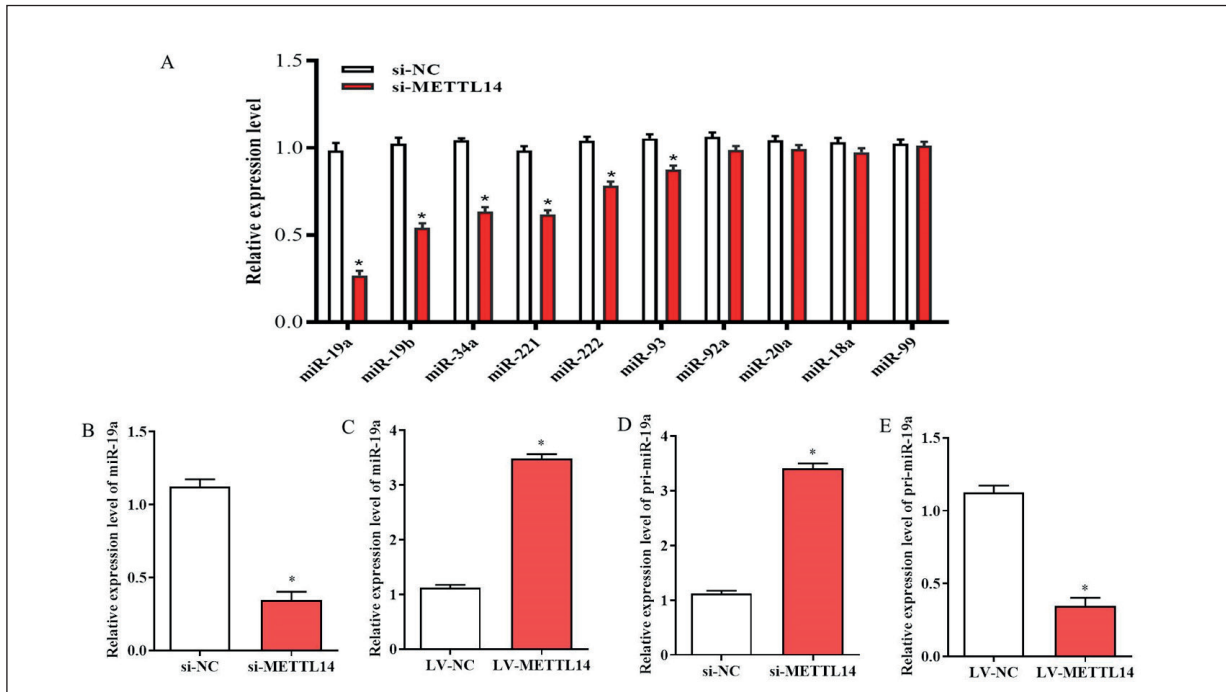 A
si-NC
si-METTL14
Relative expression level
1.5
1.0
0.5
0.0
* * * * * *
miR-19a miR-19b miR-34a miR-221 miR-222 miR-93 miR-92a miR-20a miR-18a miR-99
B
Relative expression level of miR-19a
1.5
1.0
0.5
0.0
*
si-NC si-METTL14
C
Relative expression level of miR-19a
4
3
2
1
0
*
LV-NC LV-METTL14
D
Relative expression level of pri-miR-19a
4
3
2
1
0
*
si-NC si-METTL14
E
Relative expression level of pri-miR-19a
1.5
1.0
0.5
0.0
*
LV-NC LV-METTL14